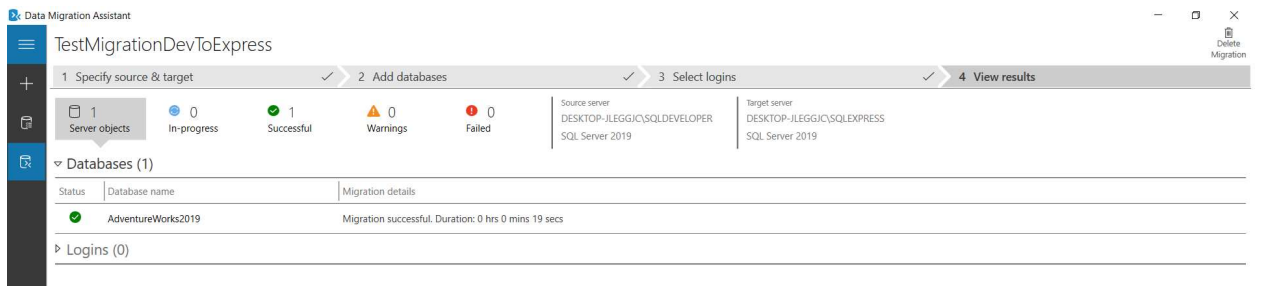 Data Migration Assistant
TestMigrationDevToExpress
Delete
Migration
1 Specify source & target
2 Add databases
3 Select logins
4 View results
1
Server objects
0
In-progress
1
Successful
0
Warnings
0
Failed
Source server
DESKTOP-JLEGGJC\SQLDEVELOPER
SQL Server 2019
Target server
DESKTOP-JLEGGJC\SQLEXPRESS
SQL Server 2019
Databases (1)
Status Database name Migration details
AdventureWorks2019 Migration successful. Duration: 0 hrs 0 mins 19 secs
Logins (0)